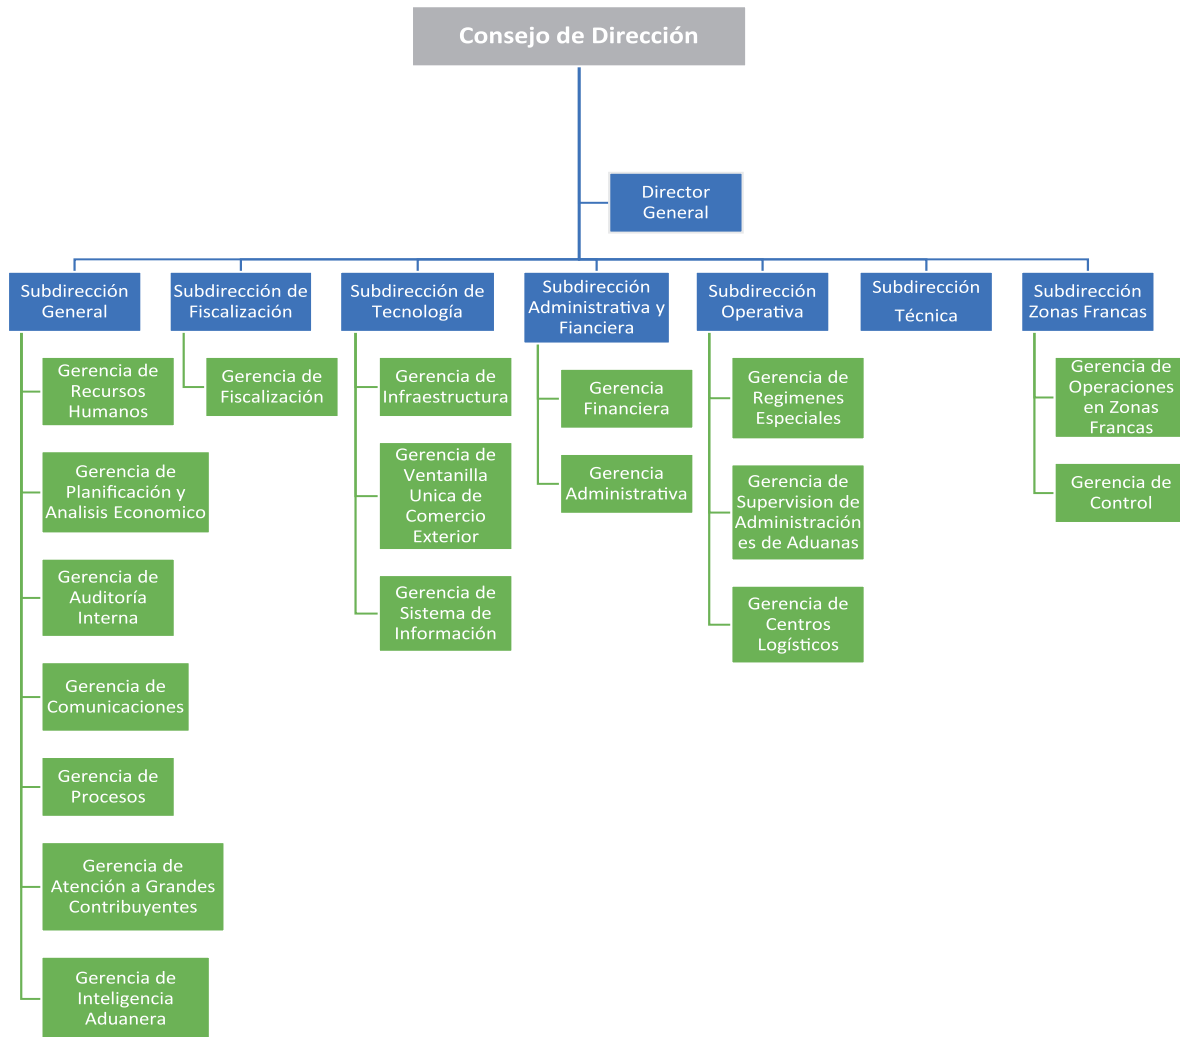 Consejo de Dirección
Director
General
Subdirección
General
Subdirección de
Fiscalización
Subdirección de
Tecnología
Subdirección
Administrativa y
Fianciera
Subdirección
Operativa
Subdirección
Técnica
Subdirección
Zonas Francas
Gerencia de
Recursos
Humanos
Gerencia de
Planificación y
Analisis Economico
Gerencia de
Auditoría
Interna
Gerencia de
Comunicaciones
Gerencia de
Procesos
Gerencia de
Atención a Grandes
Contribuyentes
Gerencia de
Inteligencia
Aduanera
Gerencia de
Fiscalización
Gerencia de
Infraestructura
Gerencia de
Ventanilla
Unica de
Comercio
Exterior
Gerencia de
Sistema de
Información
Gerencia
Financiera
Gerencia
Administrativa
Gerencia de
Regimenes
Especiales
Gerencia de
Supervision de
Administración
es de Aduanas
Gerencia de
Centros
Logísticos
Gerencia de
Operaciones
en Zonas
Francas
Gerencia de
Control